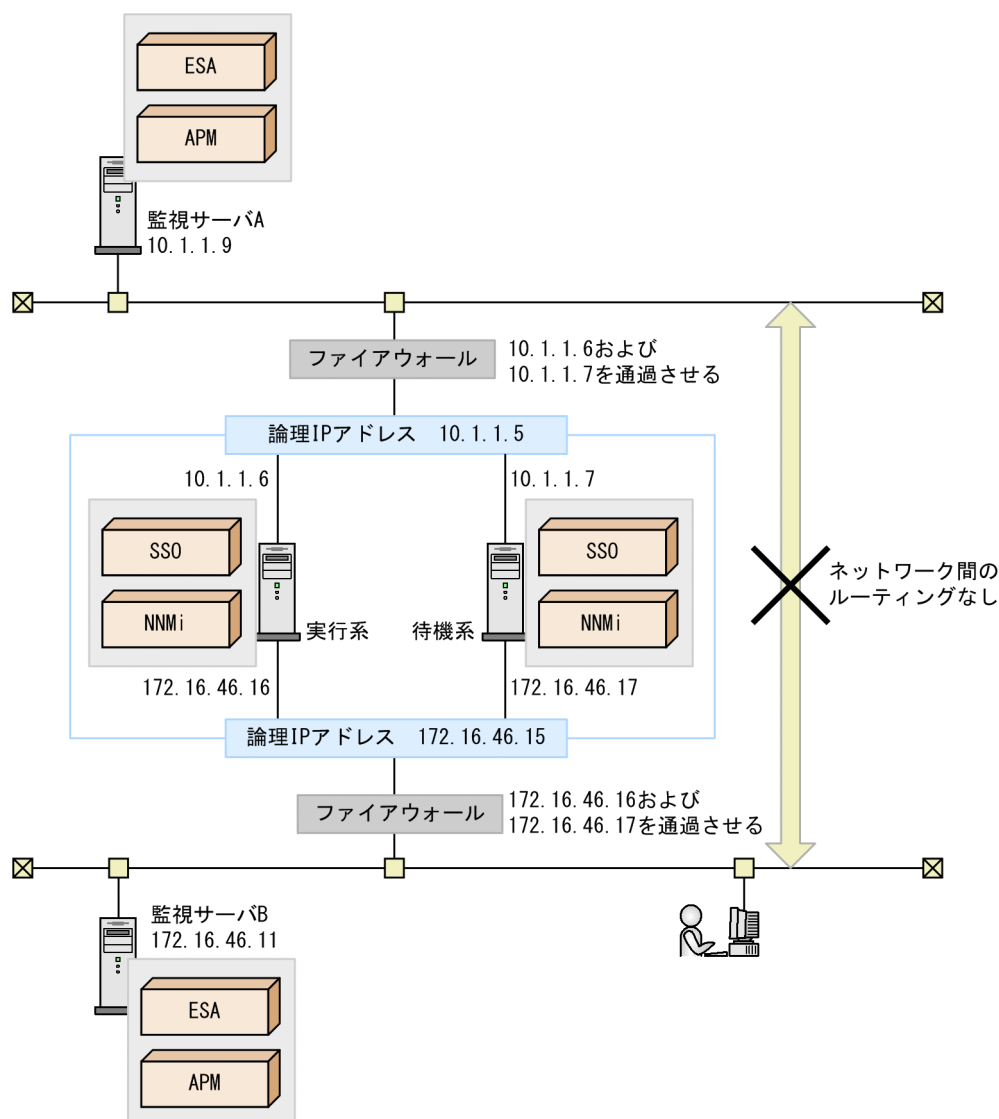 ESA
APM
監視サーバA
10.1.1.9
ファイアウォール
10.1.1.6および
10.1.1.7を通過させる
論理IPアドレス　10.1.1.5
10.1.1.6
10.1.1.7
SSO
NNMi
実行系
待機系
SSO
NNMi
ネットワーク間の
ルーティングなし
172.16.46.16
172.16.46.17
論理IPアドレス　172.16.46.15
ファイアウォール
172.16.46.16および
172.16.46.17を通過させる
監視サーバB
172.16.46.11
ESA
APM